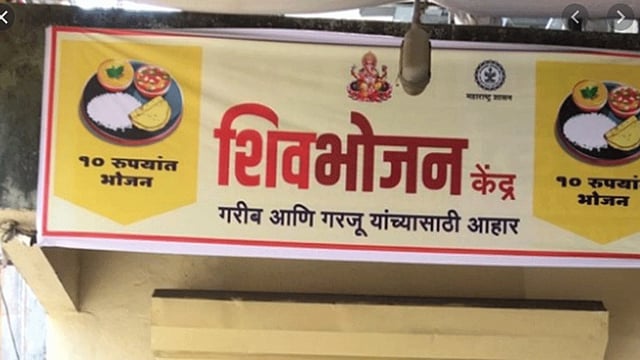 महाराष्ट्र शासन
१० रुपयांत
भोजन
शिवभोजन केंद्र
गरीब आणि गरजू यांच्यासाठी आहार
१० रुपयां
भोजन